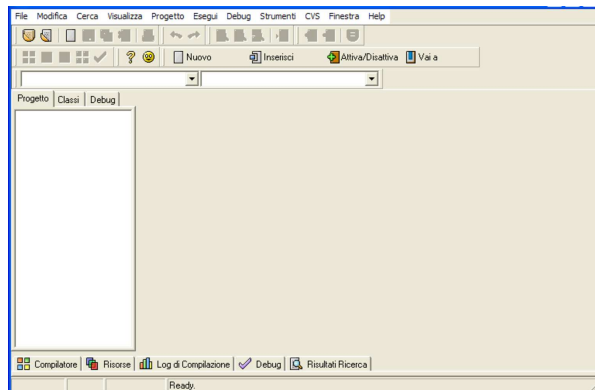 File Modifica Cerca Visualizza Progetto Esegui Debug Strumenti CVS Finestra Help
Nuovo Inserisci Attiva/Disattiva Vai a
Progetto Classi Debug
Compilatore Risorse Log di Compilazione Debug Risultati Ricerca
Ready.